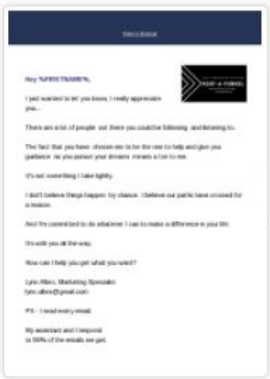 Hey %FIRSTNAME%,
I just wanted to let you know, I really appreciate
you...
There are a lot of people out there you could be following and listening to.
The fact that you have chosen me to be the one to help and give you
guidance as you pursue your dreams means a lot to me.
It's not something I take lightly.
I don't believe things happen by chance. I believe our paths have crossed for
a reason.
And I'm committed to do whatever I can to make a difference in your life.
I'm with you all the way.
How can I help you get what you want?
Lynn Albro, Marketing Specialist
lynn.albro@gmail.com
PS - I read every email.
My assistant and I respond
to 99% of the emails we get.